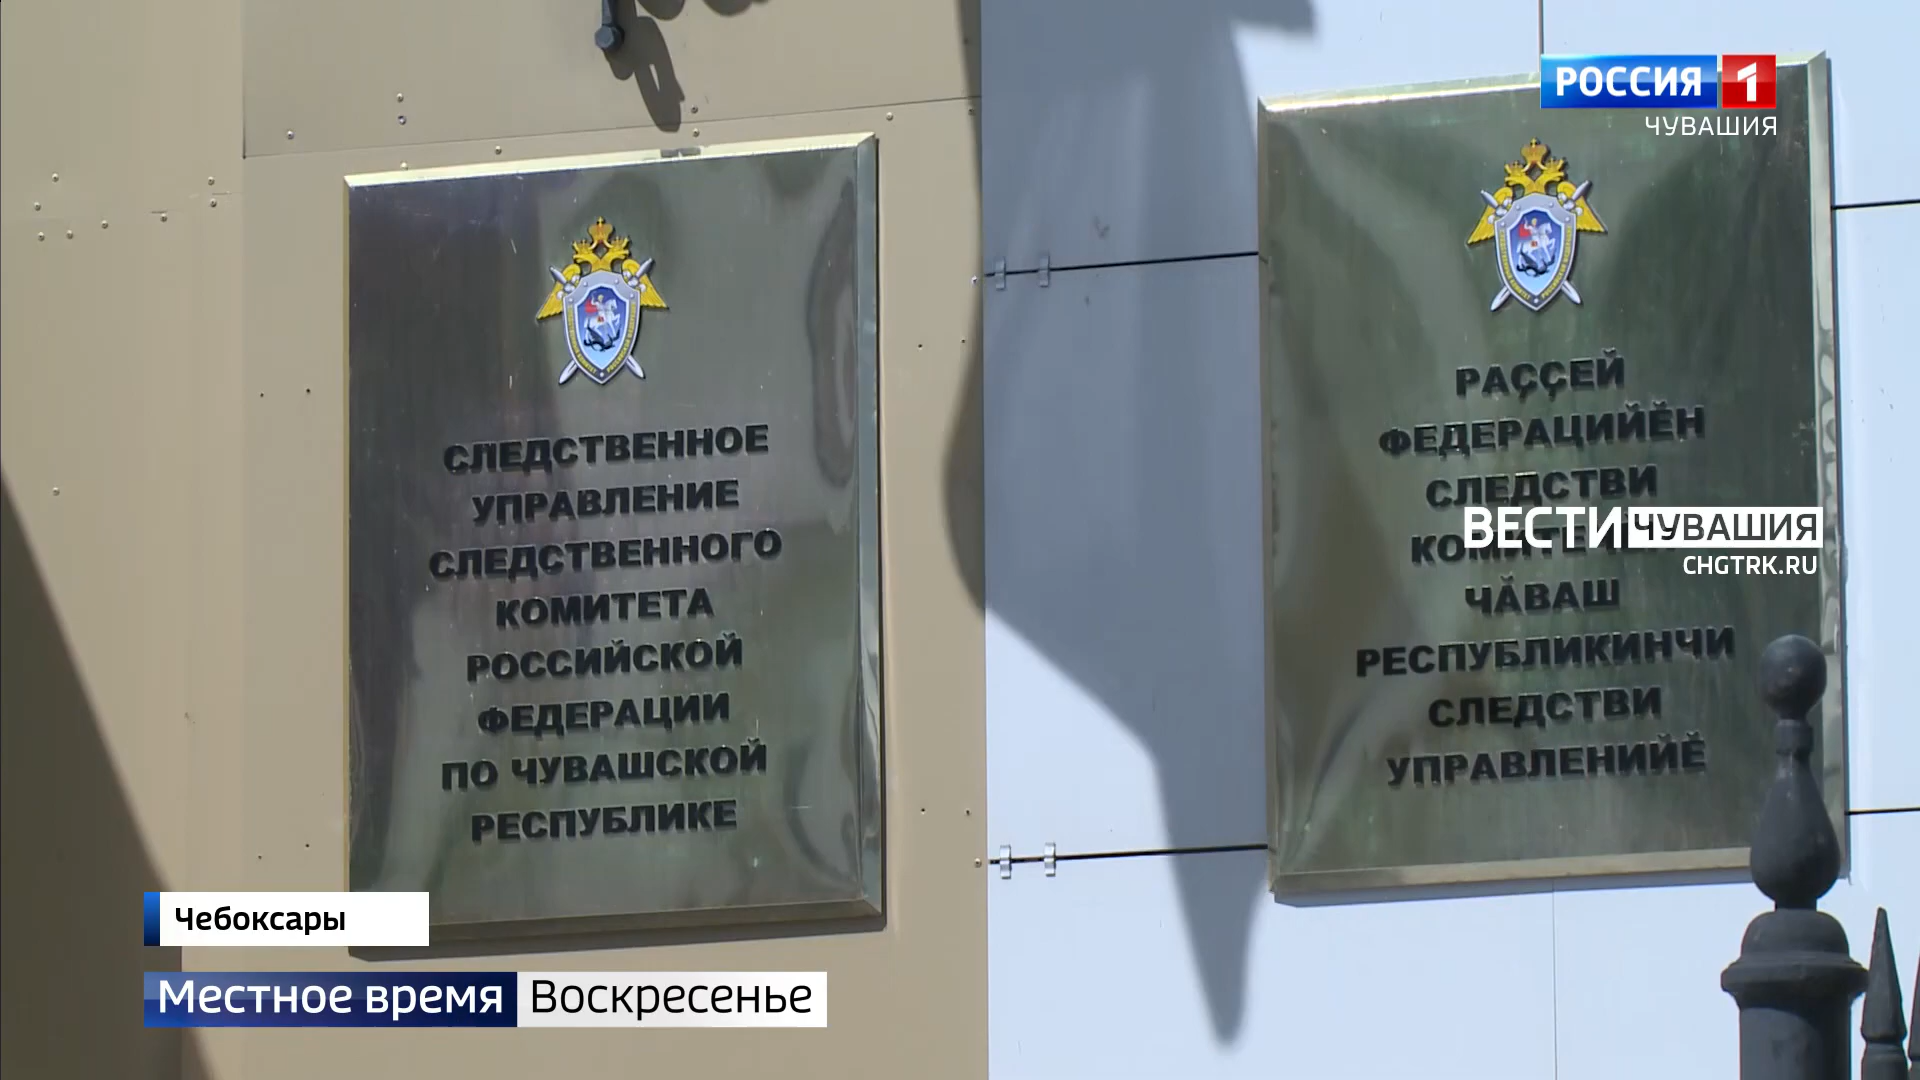 РОССИЯ 1
ЧУВАШИЯ
СЛЕДСТВЕННОЕ
УПРАВЛЕНИЕ
СЛЕДСТВЕННОГО
КОМИТЕТА
РОССИЙСКОЙ
ФЕДЕРАЦИИ
ПО ЧУВАШСКОЙ
РЕСПУБЛИКЕ
РАҪҪЕЙ
ФЕДЕРАЦИЙӖН
СЛЕДСТВИ
ЧӐВАШ
РЕСПУБЛИКИНЧИ
СЛЕДСТВИ
УПРАВЛЕНИЙӖ
ВЕСТИ ЧУВАШИЯ
CHGTRK.RU
Чебоксары
Местное время Воскресенье